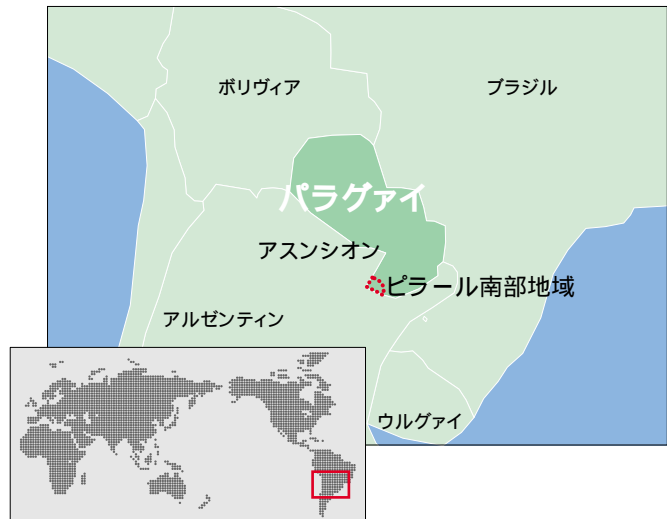 ボリヴィア
ブラジル
パラグァイ
アスンシオン
ピラール南部地域
アルゼンティン
ウルグァイ